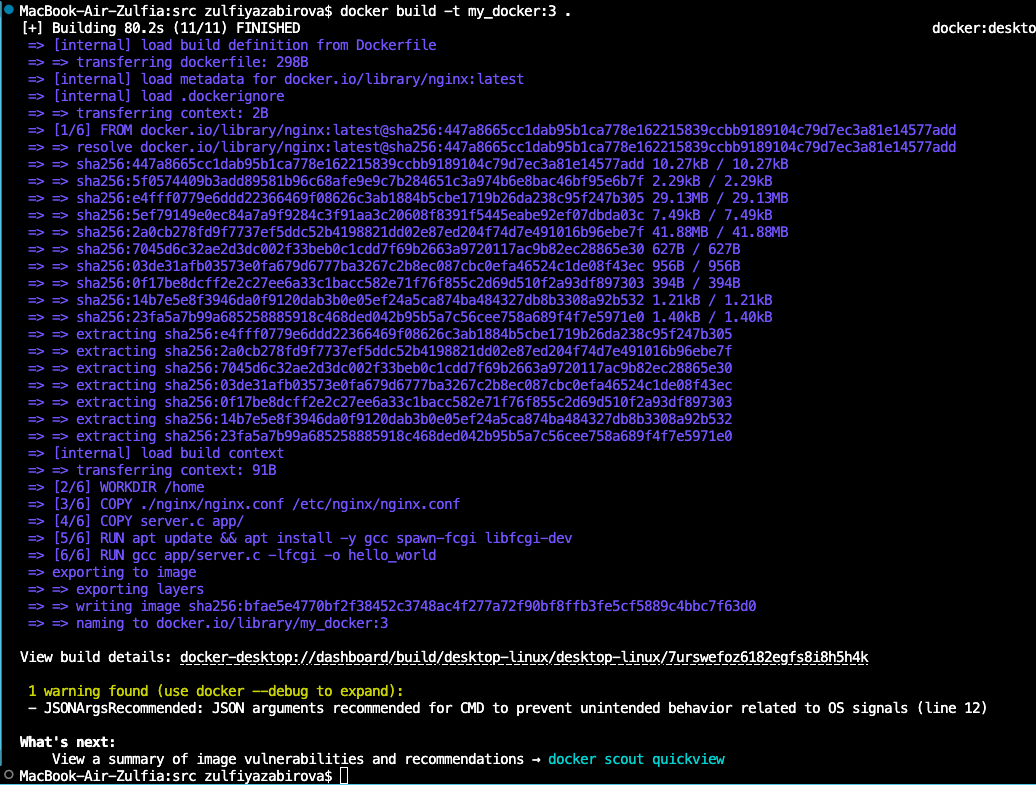 MacBook-Air-Zulfia:src zulfiyazabirova$ docker build -t my_docker:3 .
[+] Building 80.2s (11/11) FINISHED docker:deskto
=> [internal] load build definition from Dockerfile
=> => transferring dockerfile: 298B
=> [internal] load metadata for docker.io/library/nginx:latest
=> [internal] load .dockerignore
=> => transferring context: 2B
=> [1/6] FROM docker.io/library/nginx:latest@sha256:447a8665cc1dab95b1ca778e162215839ccbb9189104c79d7ec3a81e14577add
=> => resolve docker.io/library/nginx:latest@sha256:447a8665cc1dab95b1ca778e162215839ccbb9189104c79d7ec3a81e14577add
=> => sha256:447a8665cc1dab95b1ca778e162215839ccbb9189104c79d7ec3a81e14577add 10.27kB / 10.27kB
=> => sha256:5f0574409b3add89581b96c68afe9e9c7b284651c3a974b6e8bac46bf95e6b7f 2.29kB / 2.29kB
=> => sha256:e4fff0779e6ddd22366469f08626c3ab1884b5cbe1719b26da238c95f247b305 29.13MB / 29.13MB
=> => sha256:5ef79149e0ec84a7a9f9284c3f91aa3c20608f8391f5445eabe92ef07dbda03c 7.49kB / 7.49kB
=> => sha256:2a0cb278fd9f7737ef5ddc52b4198821dd02e87ed204f74d7e491016b96ebe7f 41.88MB / 41.88MB
=> => sha256:7045d6c32ae2d3dc002f33beb0c1cdd7f69b2663a9720117ac9b82ec28865e30 627B / 627B
=> => sha256:03de31afb03573e0fa679d6777ba3267c2b8ec087cbc0efa46524c1de08f43ec 956B / 956B
=> => sha256:0f17be8dcff2e2c27ee6a33c1bacc582e71f76f855c2d69d510f2a93df897303 394B / 394B
=> => sha256:14b7e5e8f3946da0f9120dab3b0e05ef24a5ca874ba484327db8b3308a92b532 1.21kB / 1.21kB
=> => sha256:23fa5a7b99a685258885918c468ded042b95b5a7c56cee758a689f4f7e5971e0 1.40kB / 1.40kB
=> => extracting sha256:e4fff0779e6ddd22366469f08626c3ab1884b5cbe1719b26da238c95f247b305
=> => extracting sha256:2a0cb278fd9f7737ef5ddc52b4198821dd02e87ed204f74d7e491016b96ebe7f
=> => extracting sha256:7045d6c32ae2d3dc002f33beb0c1cdd7f69b2663a9720117ac9b82ec28865e30
=> => extracting sha256:03de31afb03573e0fa679d6777ba3267c2b8ec087cbc0efa46524c1de08f43ec
=> => extracting sha256:0f17be8dcff2e2c27ee6a33c1bacc582e71f76f855c2d69d510f2a93df897303
=> => extracting sha256:14b7e5e8f3946da0f9120dab3b0e05ef24a5ca874ba484327db8b3308a92b532
=> => extracting sha256:23fa5a7b99a685258885918c468ded042b95b5a7c56cee758a689f4f7e5971e0
=> [internal] load build context
=> => transferring context: 91B
=> [2/6] WORKDIR /home
=> [3/6] COPY ./nginx/nginx.conf /etc/nginx/nginx.conf
=> [4/6] COPY server.c app/
=> [5/6] RUN apt update && apt install -y gcc spawn-fcgi libfcgi-dev
=> [6/6] RUN gcc app/server.c -lfcgi -o hello_world
=> exporting to image
=> => exporting layers
=> => writing image sha256:bfae5e4770bf2f38452c3748ac4f277a72f90bf8ffb3fe5cf5889c4bbc7f63d0
=> => naming to docker.io/library/my_docker:3
View build details: docker-desktop://dashboard/build/desktop-linux/desktop-linux/7urswefoz6182egfs8i8h5h4k
1 warning found (use docker --debug to expand):
- JSONArgsRecommended: JSON arguments recommended for CMD to prevent unintended behavior related to OS signals (line 12)
What's next:
View a summary of image vulnerabilities and recommendations → docker scout quickview
MacBook-Air-Zulfia:src zulfiyazabirova$